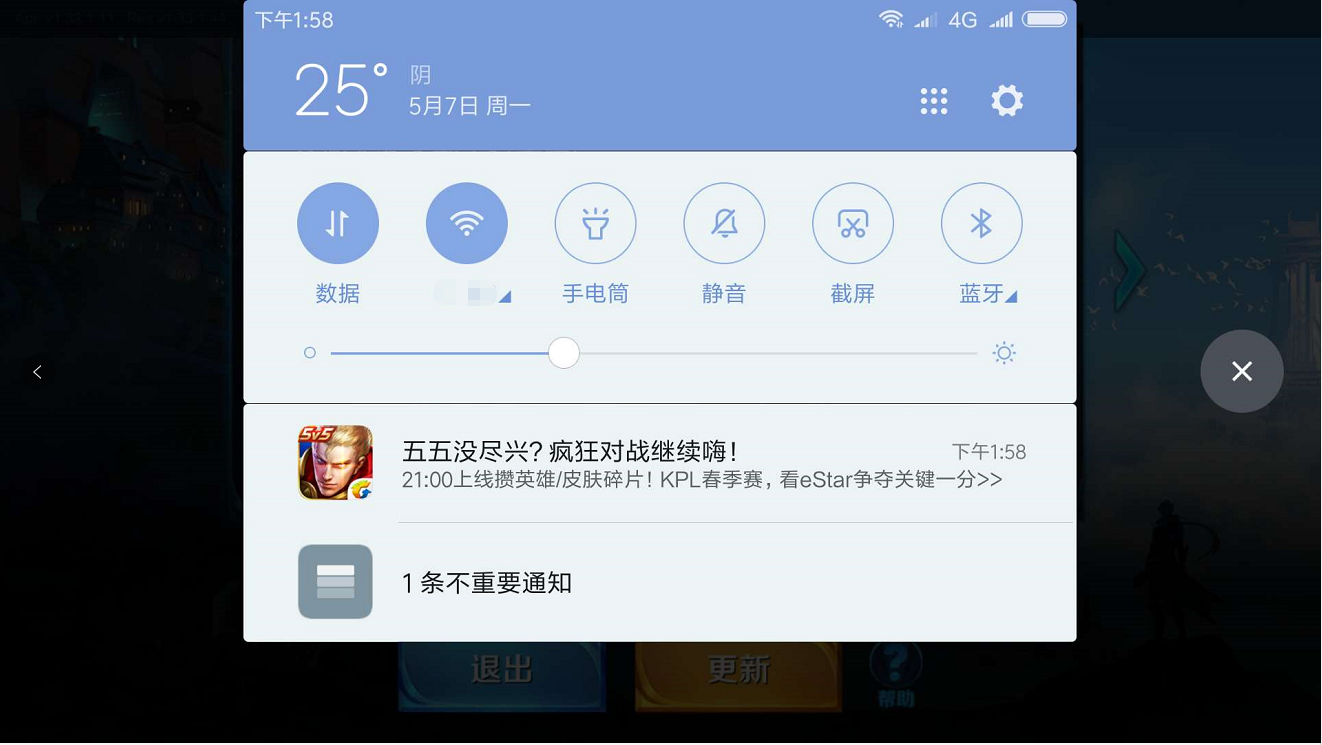 下午1:58
4G
25°
阴
5月7日 周一
数据
手电筒
静音
截屏
蓝牙
5v5
五五没尽兴？疯狂对战继续嗨！
下午1:58
21:00上线攒英雄/皮肤碎片！KPL春季赛，看eStar争夺关键一分>>
1 条不重要通知
退出
更新
?
帮助